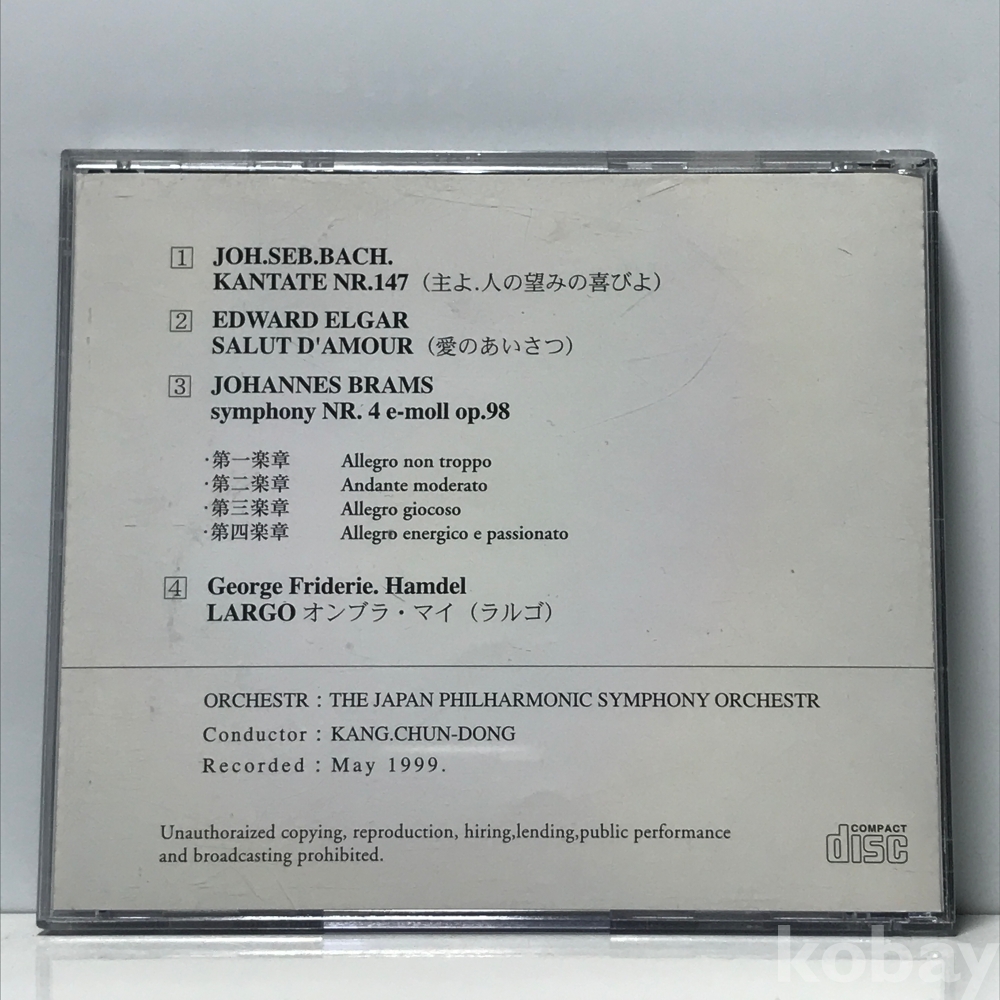 1 JOH.SEB.BACH.
KANTATE NR.147（主よ.人の望みの喜びよ）
2 EDWARD ELGAR
SALUT D'AMOUR（愛のあいさつ）
3 JOHANNES BRAMS
symphony NR. 4 e-moll op.98
・第一楽章 Allegro non troppo
・第二楽章 Andante moderato
・第三楽章 Allegro giocoso
・第四楽章 Allegro energico e passionato
4 George Friderie. Hamdel
LARGO オンブラ・マイ（ラルゴ）
ORCHESTR : THE JAPAN PHILHARMONIC SYMPHONY ORCHESTR
Conductor : KANG.CHUN-DONG
Recorded : May 1999.
Unauthoraized copying, reproduction, hiring,lending,public performance
and broadcasting prohibited.
COMPACT
disc
kobay